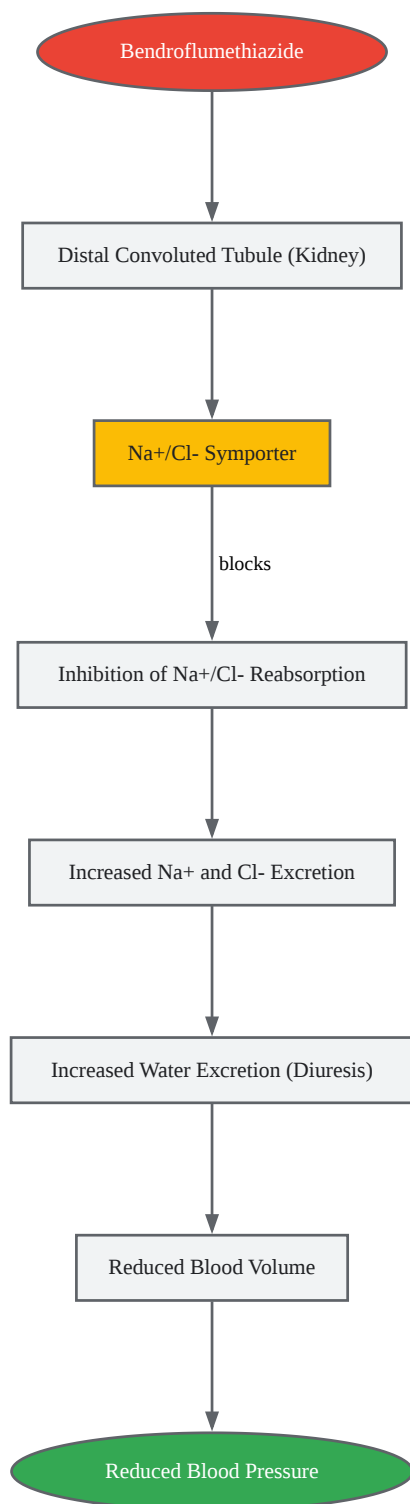 Bendroflumethiazide
Distal Convoluted Tubule (Kidney)
Na+/Cl- Symporter
blocks
Inhibition of Na+/Cl- Reabsorption
Increased Na+ and Cl- Excretion
Increased Water Excretion (Diuresis)
Reduced Blood Volume
Reduced Blood Pressure